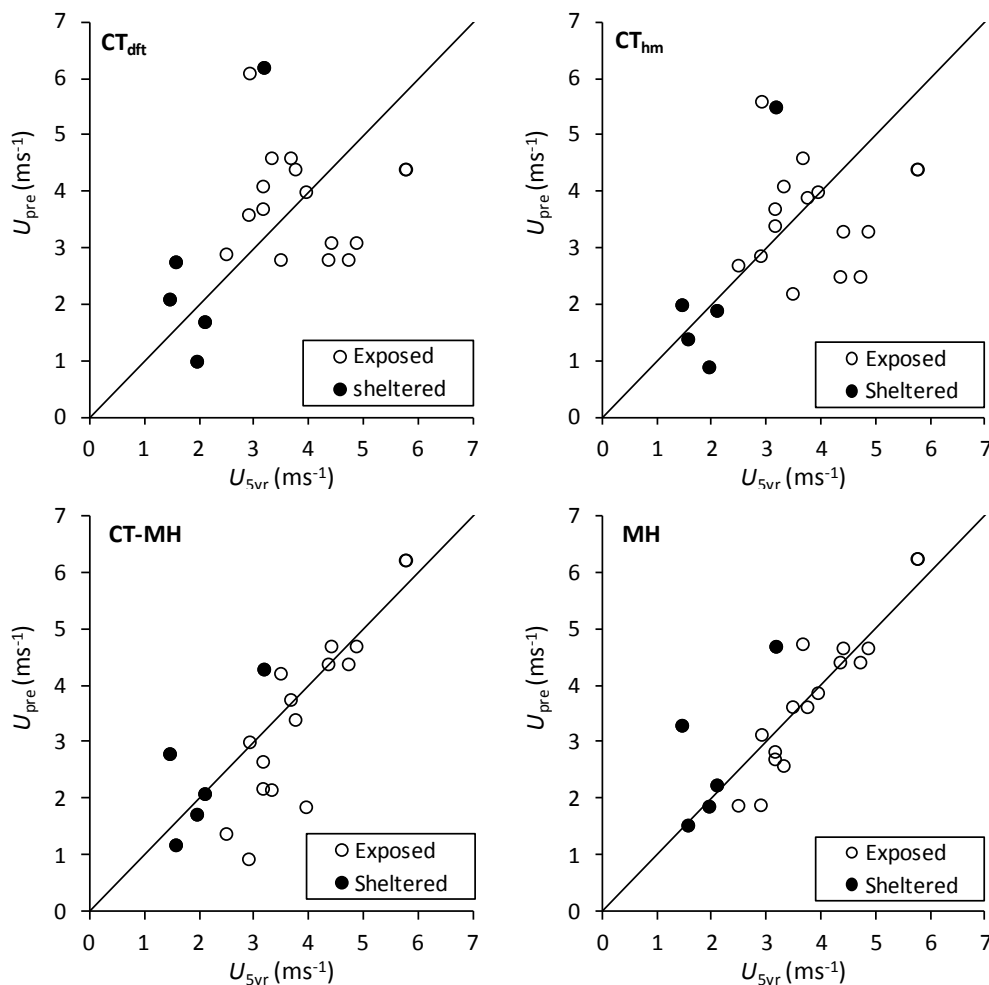 CTdft
7
6
5
4
3
2
1
0
Upre (ms-1)
Exposed
sheltered
0 1 2 3 4 5 6 7
U5yr (ms-1)
CThm
7
6
5
4
3
2
1
0
Upre (ms-1)
Exposed
Sheltered
0 1 2 3 4 5 6 7
U5yr (ms-1)
CT-MH
7
6
5
4
3
2
1
0
Upre (ms-1)
Exposed
Sheltered
0 1 2 3 4 5 6 7
U5yr (ms-1)
MH
7
6
5
4
3
2
1
0
Upre (ms-1)
Exposed
Sheltered
0 1 2 3 4 5 6 7
U5yr (ms-1)